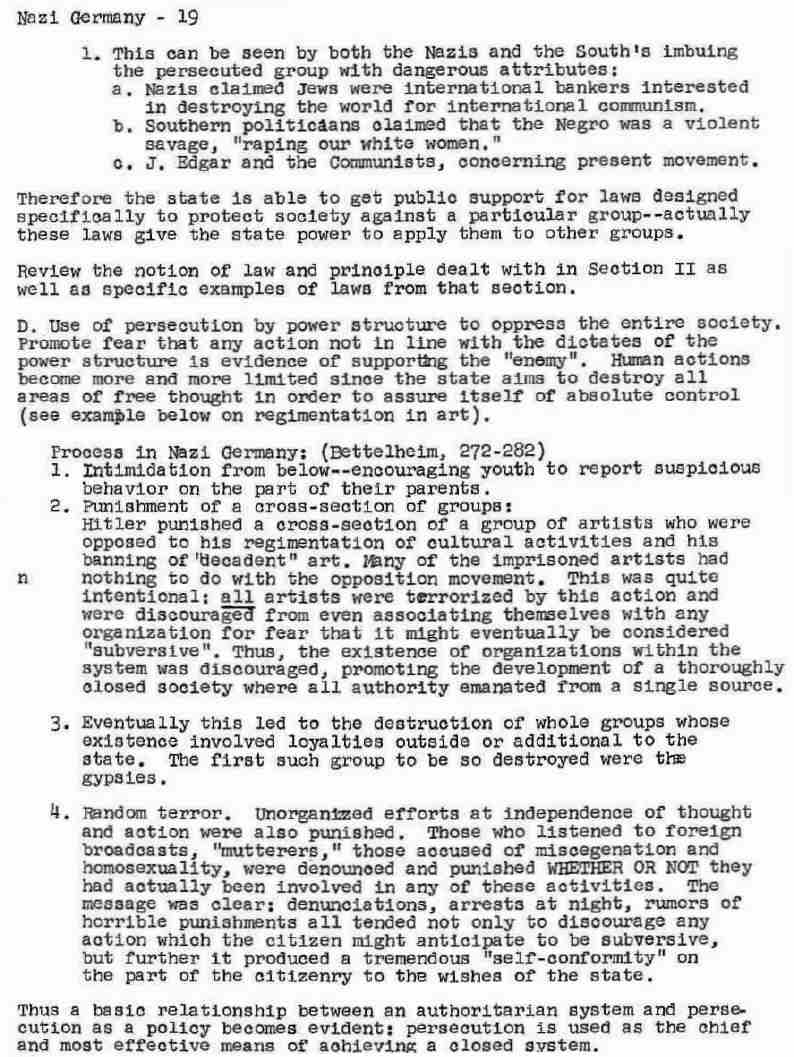 Nazi Germany - 19
1. This can be seen by both the Nazis and the South's imbuing
the persecuted group with dangerous attributes:
a. Nazis claimed Jews were international bankers interested
in destroying the world for international communism.
b. Southern politicians claimed that the Negro was a violent
savage, "raping our white women."
c. J. Edgar and the Communists, concerning present movement.
Therefore the state is able to get public support for laws designed
specifically to protect society against a particular group--actually
these laws give the state power to apply them to other groups.
Review the notion of law and principle dealt with in Section II as
well as specific examples of laws from that section.
D. Use of persecution by power structure to oppress the entire society.
Promote fear that any action not in line with the dictates of the
power structure is evidence of supporting the "enemy". Human actions
become more and more limited since the state aims to destroy all
areas of free thought in order to assure itself of absolute control
(see example below on regimentation in art).
Process in Nazi Germany: (Bettelheim, 272-282)
1. Intimidation from below--encouraging youth to report suspicious
behavior on the part of their parents.
2. Punishment of a cross-section of groups:
Hitler punished a cross-section of a group of artists who were
opposed to his regimentation of cultural activities and his
banning of "decadent" art. Many of the imprisoned artists had
n nothing to do with the opposition movement. This was quite
intentional; all artists were terrorized by this action and
were discouraged from even associating themselves with any
organization for fear that it might eventually be considered
"subversive". Thus, the existence of organizations within the
system was discouraged, promoting the development of a thoroughly
closed society where all authority emanated from a single source.
3. Eventually this led to the destruction of whole groups whose
existence involved loyalties outside or additional to the
state. The first such group to be so destroyed were the
gypsies.
4. Random terror. Unorganized efforts at independence of thought
and action were also punished. Those who listened to foreign
broadcasts, "mutterers," those accused of miscegenation and
homosexuality, were denounced and punished WHETHER OR NOT they
had actually been involved in any of these activities. The
message was clear: denunciations, arrests at night, rumors of
horrible punishments all tended not only to discourage any
action which the citizen might anticipate to be subversive,
but further it produced a tremendous "self-conformity" on
the part of the citizenry to the wishes of the state.
Thus a basic relationship between an authoritarian system and perse-
cution as a policy becomes evident: persecution is used as the chief
and most effective means of achieving a closed system.